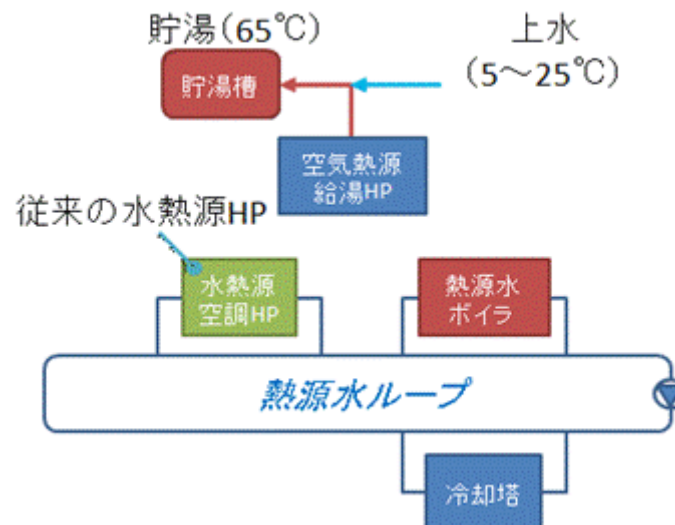 貯湯(65℃)
上水
(5～25℃)
貯湯槽
空気熱源
給湯HP
従来の水熱源HP
水熱源
空調HP
熱源水
ボイラ
熱源水ループ
冷却塔